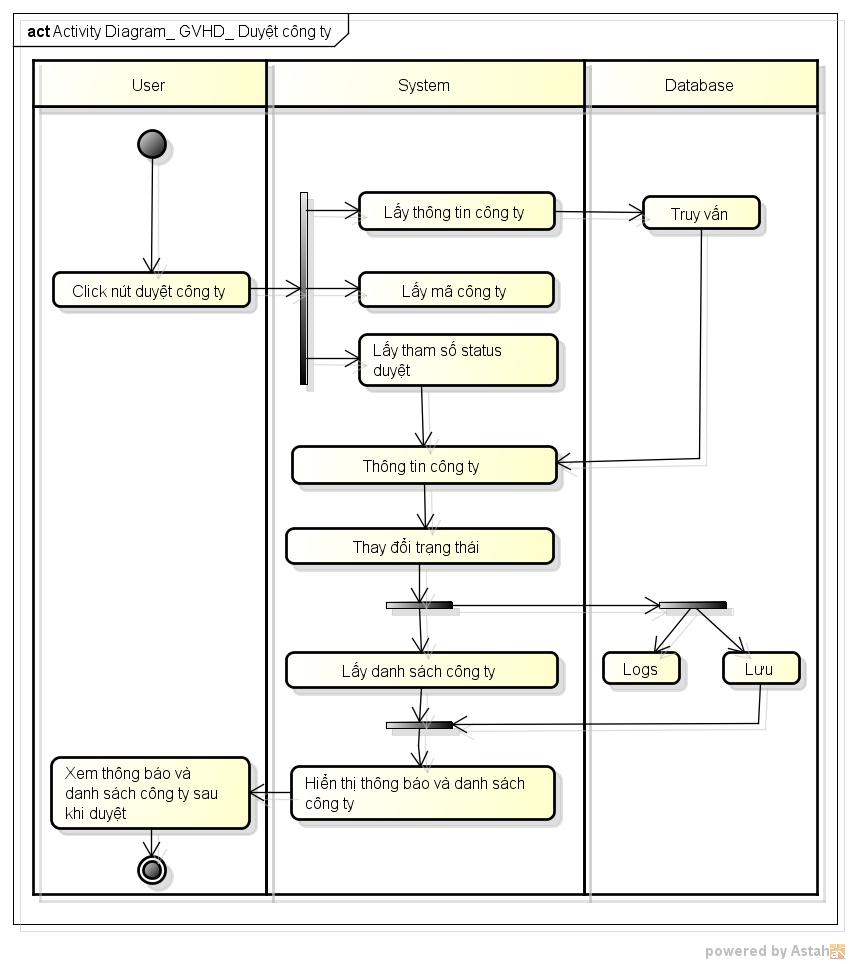 act Activity Diagram_ GVHD_ Duyệt công ty
User
System
Database
Lấy thông tin công ty
Truy vấn
Click nút duyệt công ty
Lấy mã công ty
Lấy tham số status
duyệt
Thông tin công ty
Thay đổi trạng thái
Lấy danh sách công ty
Logs
Lưu
Xem thông báo và
danh sách công ty sau
khi duyệt
Hiển thị thông báo và danh sách
công ty
powered by Astah